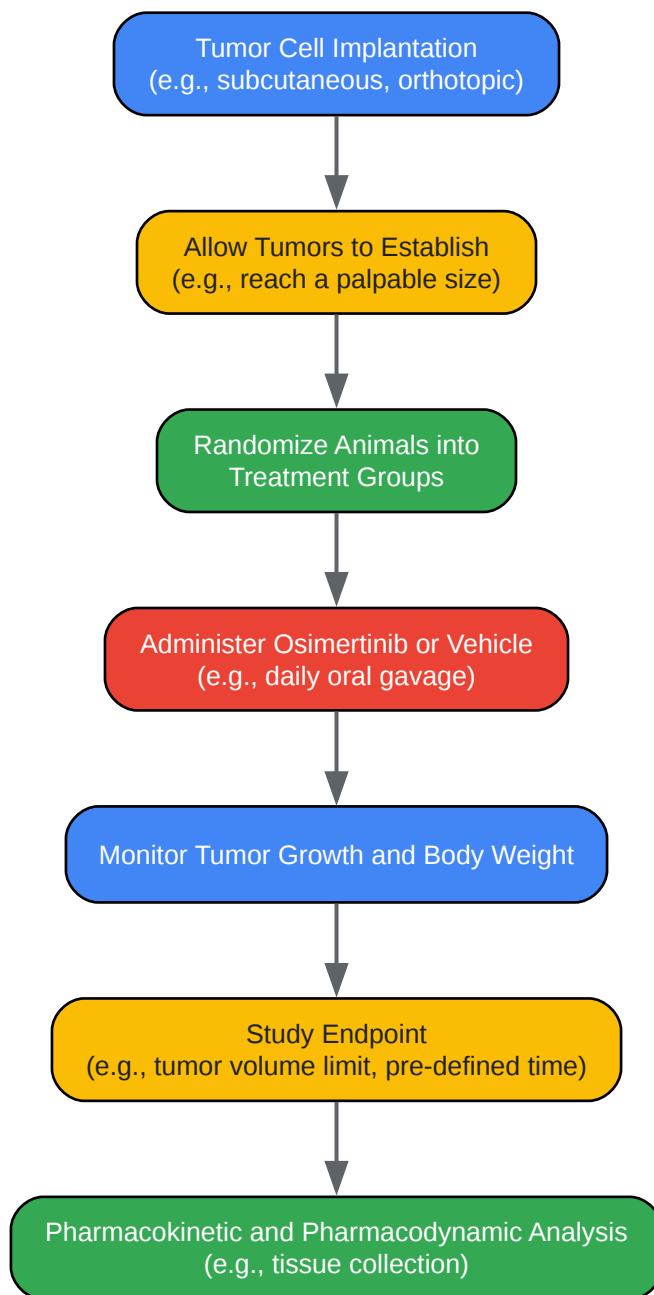 Tumor Cell Implantation
(e.g., subcutaneous, orthotopic)
Allow Tumors to Establish
(e.g., reach a palpable size)
Randomize Animals into
Treatment Groups
Administer Osimertinib or Vehicle
(e.g., daily oral gavage)
Monitor Tumor Growth and Body Weight
Study Endpoint
(e.g., tumor volume limit, pre-defined time)
Pharmacokinetic and Pharmacodynamic Analysis
(e.g., tissue collection)